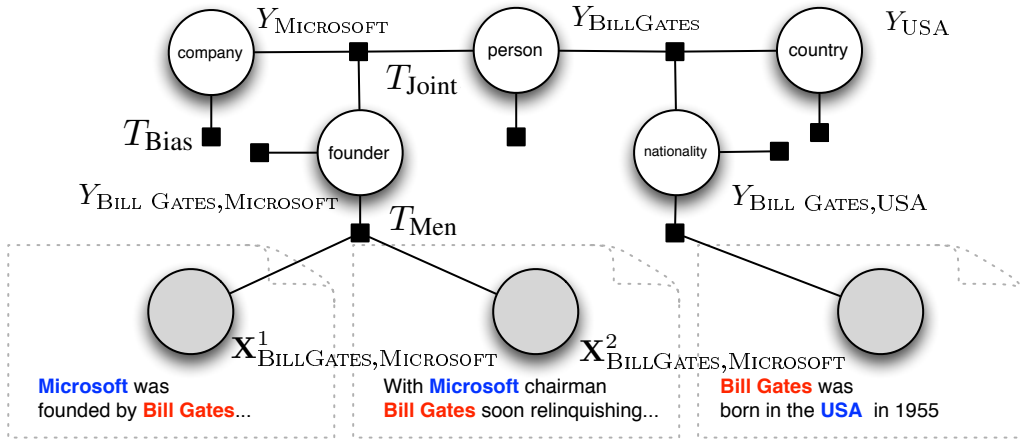 Y_MICROSOFT
Y_BILLGATES
Y_USA
company
person
country
T_Joint
T_Bias
founder
nationality
Y_BILL GATES,MICROSOFT
Y_BILL GATES,USA
T_Men
X^1_BILLGATES,MICROSOFT
X^2_BILLGATES,MICROSOFT
Microsoft was
founded by Bill Gates...
With Microsoft chairman
Bill Gates soon relinquishing...
Bill Gates was
born in the USA in 1955